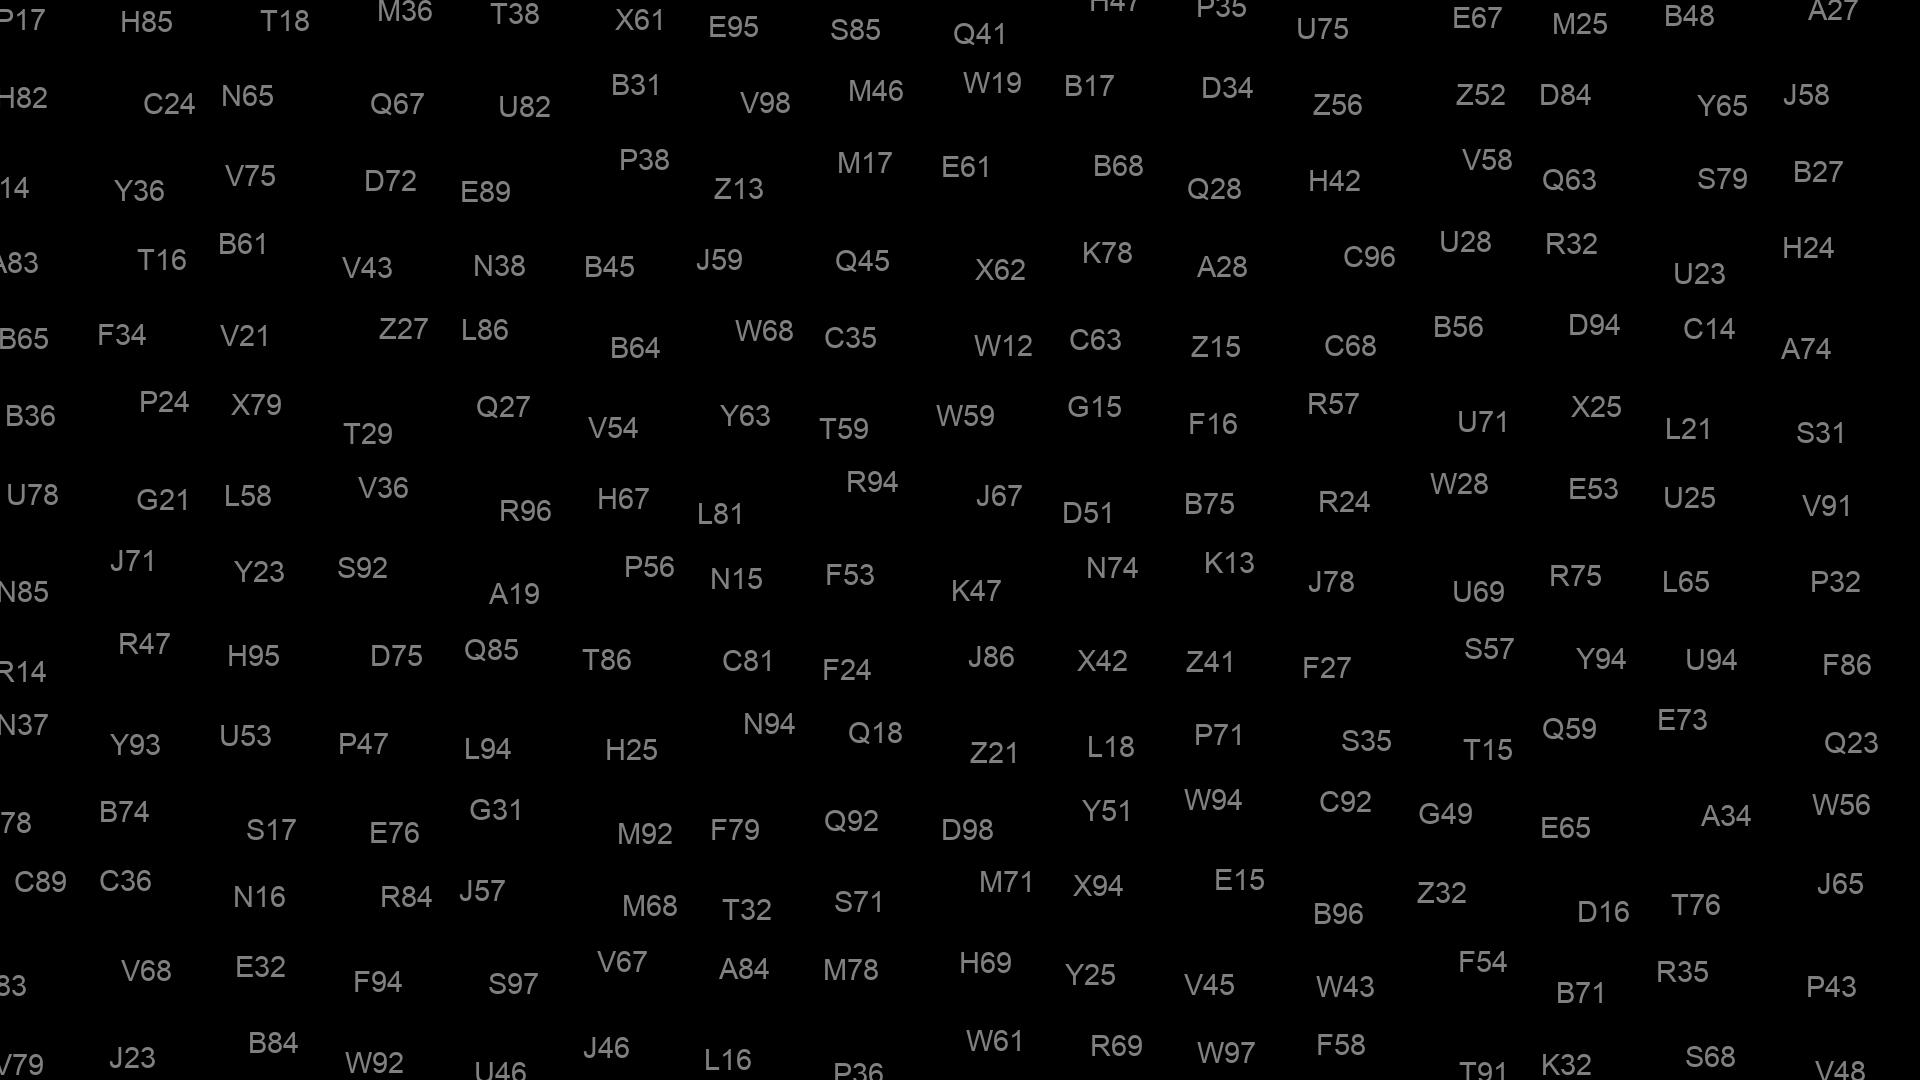 P17 H85 T18 M36 T38 X61 E95 S85 Q41 H47 P35 U75 E67 M25 B48 A27
H82 C24 N65 Q67 U82 B31 V98 M46 W19 B17 D34 Z56 Z52 D84 Y65 J58
14 Y36 V75 D72 E89 P38 Z13 M17 E61 B68 Q28 H42 V58 Q63 S79 B27
A83 T16 B61 V43 N38 B45 J59 Q45 X62 K78 A28 C96 U28 R32 U23 H24
B65 F34 V21 Z27 L86 B64 W68 C35 W12 C63 Z15 C68 B56 D94 C14 A74
B36 P24 X79 T29 Q27 V54 Y63 T59 W59 G15 F16 R57 U71 X25 L21 S31
U78 G21 L58 V36 R96 H67 L81 R94 J67 D51 B75 R24 W28 E53 U25 V91
N85 J71 Y23 S92 A19 P56 N15 F53 K47 N74 K13 J78 U69 R75 L65 P32
R14 R47 H95 D75 Q85 T86 C81 F24 J86 X42 Z41 F27 S57 Y94 U94 F86
N37 Y93 U53 P47 L94 H25 N94 Q18 Z21 L18 P71 S35 T15 Q59 E73 Q23
78 B74 S17 E76 G31 M92 F79 Q92 D98 Y51 W94 C92 G49 E65 A34 W56
C89 C36 N16 R84 J57 M68 T32 S71 M71 X94 E15 B96 Z32 D16 T76 J65
83 V68 E32 F94 S97 V67 A84 M78 H69 Y25 V45 W43 F54 B71 R35 P43
V79 J23 B84 W92 U46 J46 L16 P36 W61 R69 W97 F58 T91 K32 S68 V48